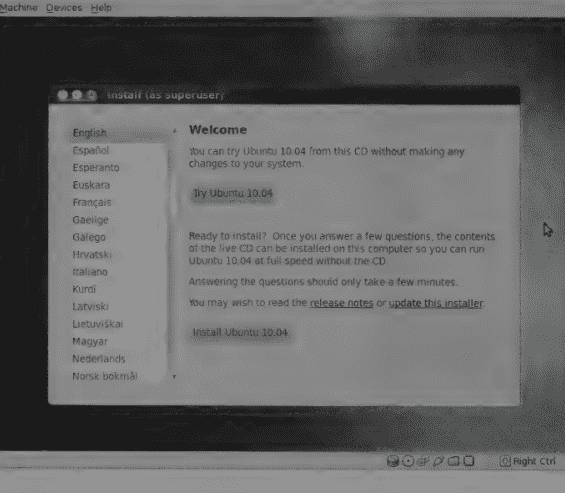 Machine Devices Help
Install (as superuser)
English
Español
Esperanto
Euskara
Français
Gaeilge
Galego
Hrvatski
Italiano
Kurdî
Latviski
Lietuviškai
Magyar
Nederlands
Norsk bokmål
Welcome
You can try Ubuntu 10.04 from this CD without making any
changes to your system.
Try Ubuntu 10.04
Ready to install? Once you answer a few questions, the contents
of the live CD can be installed on this computer so you can run
Ubuntu 10.04 at full speed without the CD.
Answering the questions should only take a few minutes.
You may wish to read the release notes or update this installer.
Install Ubuntu 10.04
Right Ctrl